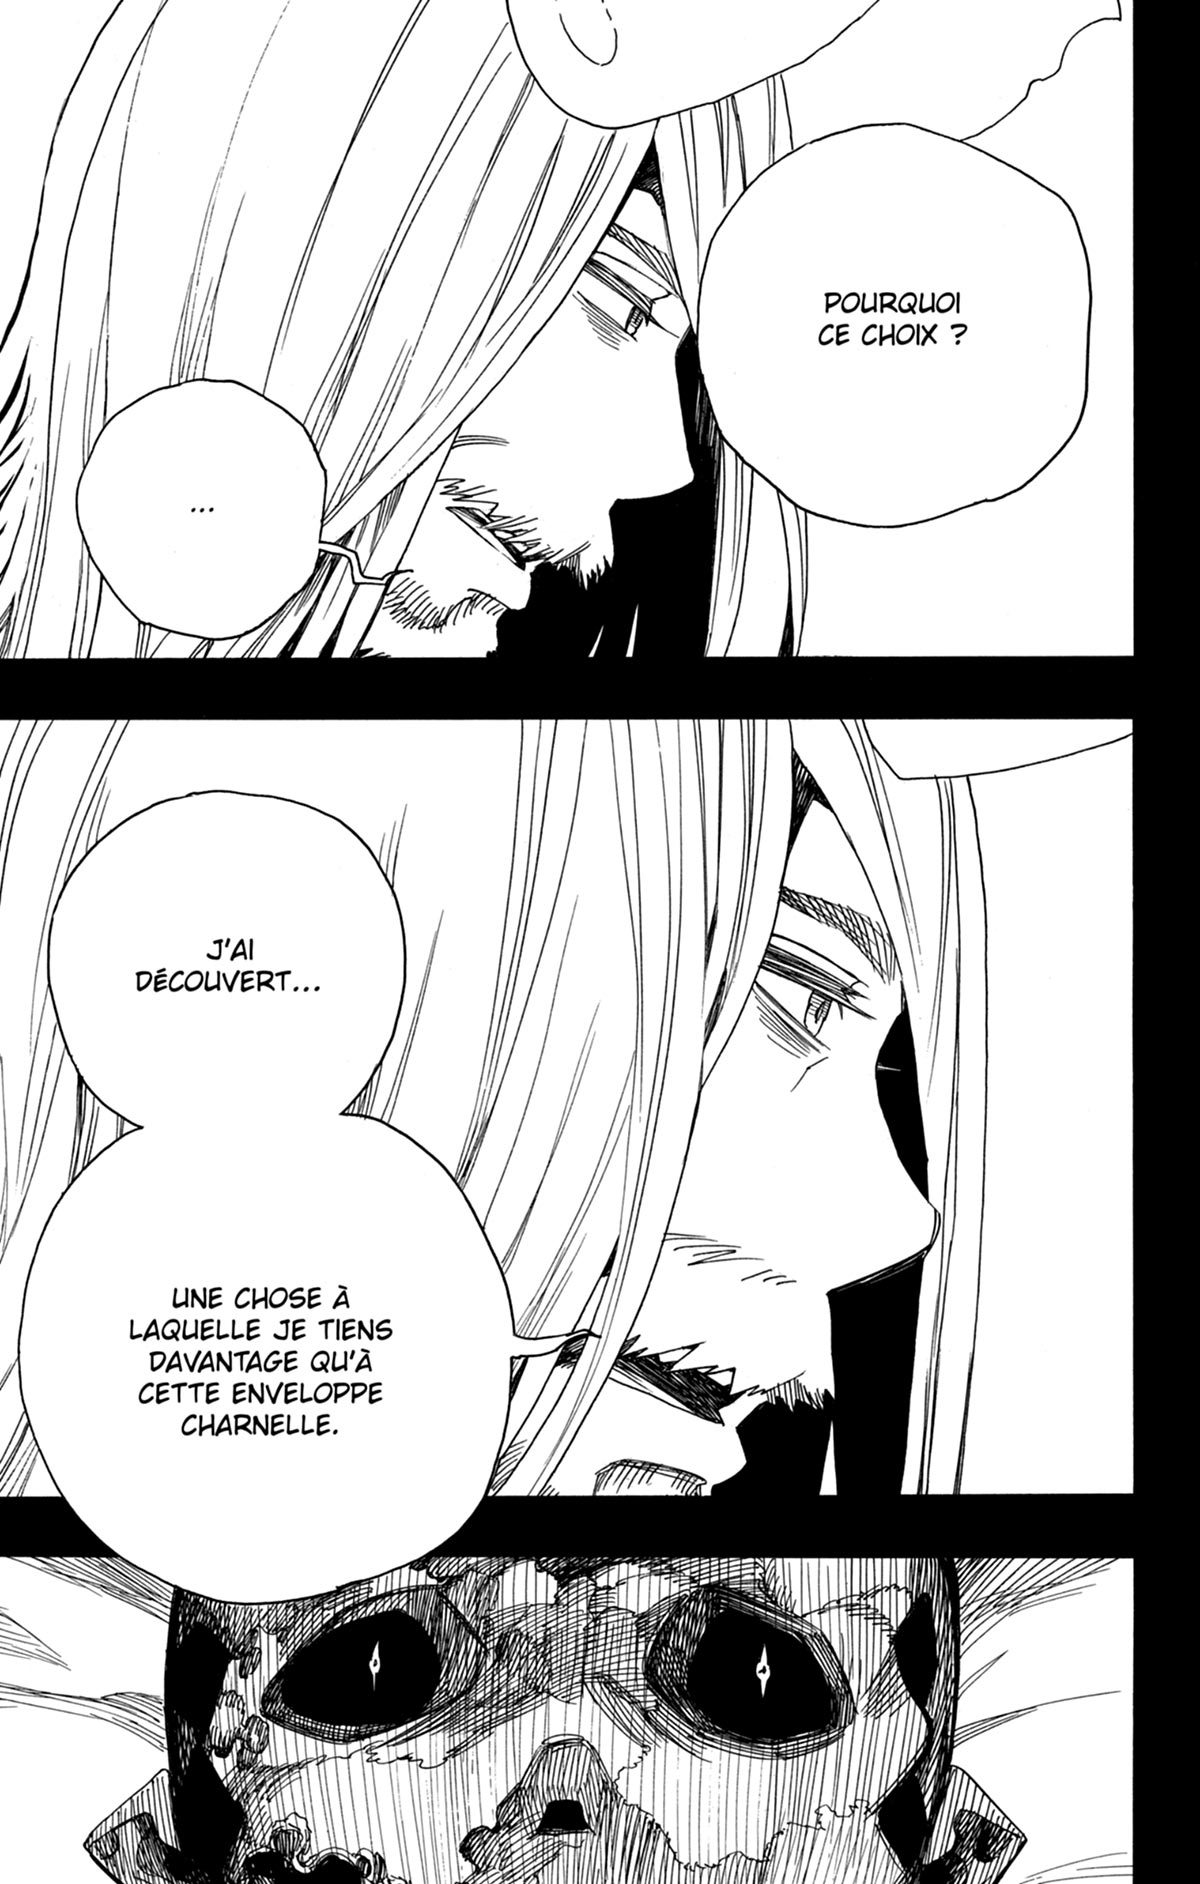 POURQUOI
CE CHOIX ?
...
J'AI
DÉCOUVERT...
UNE CHOSE À
LAQUELLE JE TIENS
DAVANTAGE QU'À
CETTE ENVELOPPE
CHARNELLE.